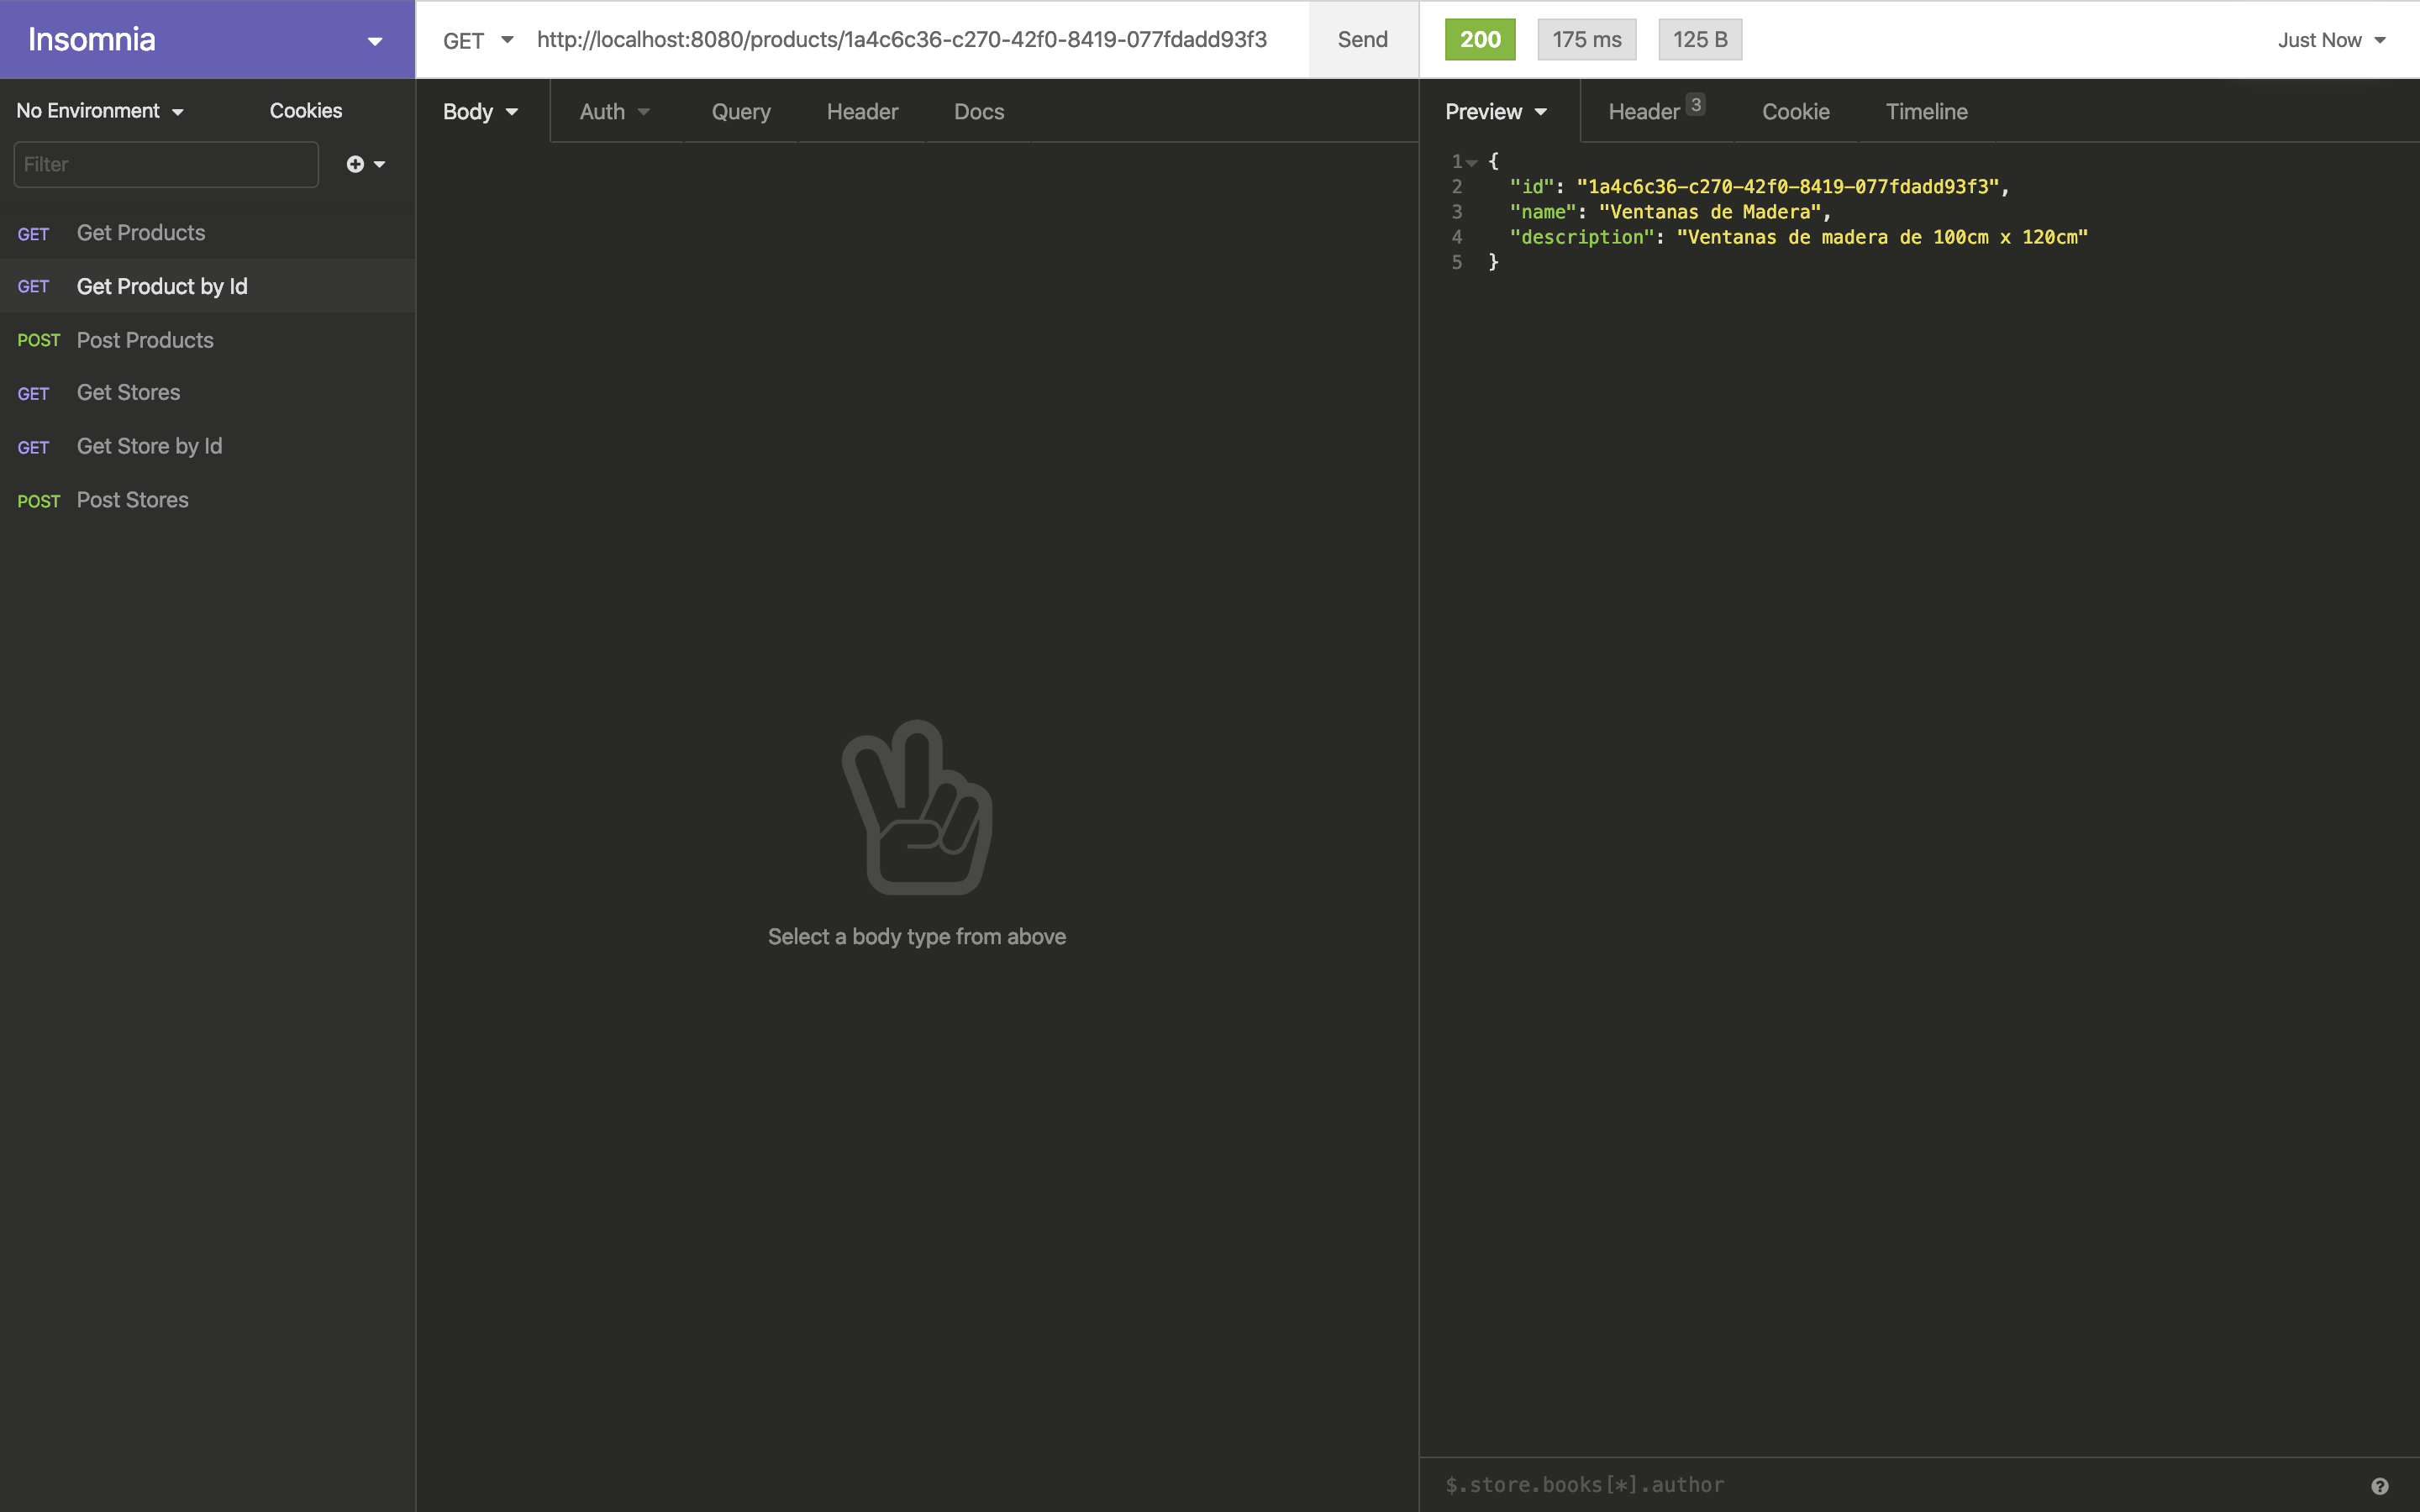 Insomnia
GET http://localhost:8080/products/1a4c6c36-c270-42f0-8419-077fdadd93f3 Send
200 175 ms 125 B Just Now
No Environment Cookies
Filter
GET Get Products
GET Get Product by Id
POST Post Products
GET Get Stores
GET Get Store by Id
POST Post Stores
Body Auth Query Header Docs
Select a body type from above
Preview Header 3 Cookie Timeline
1 {
2 "id": "1a4c6c36-c270-42f0-8419-077fdadd93f3",
3 "name": "Ventanas de Madera",
4 "description": "Ventanas de madera de 100cm x 120cm"
5 }
$.store.books[*].author